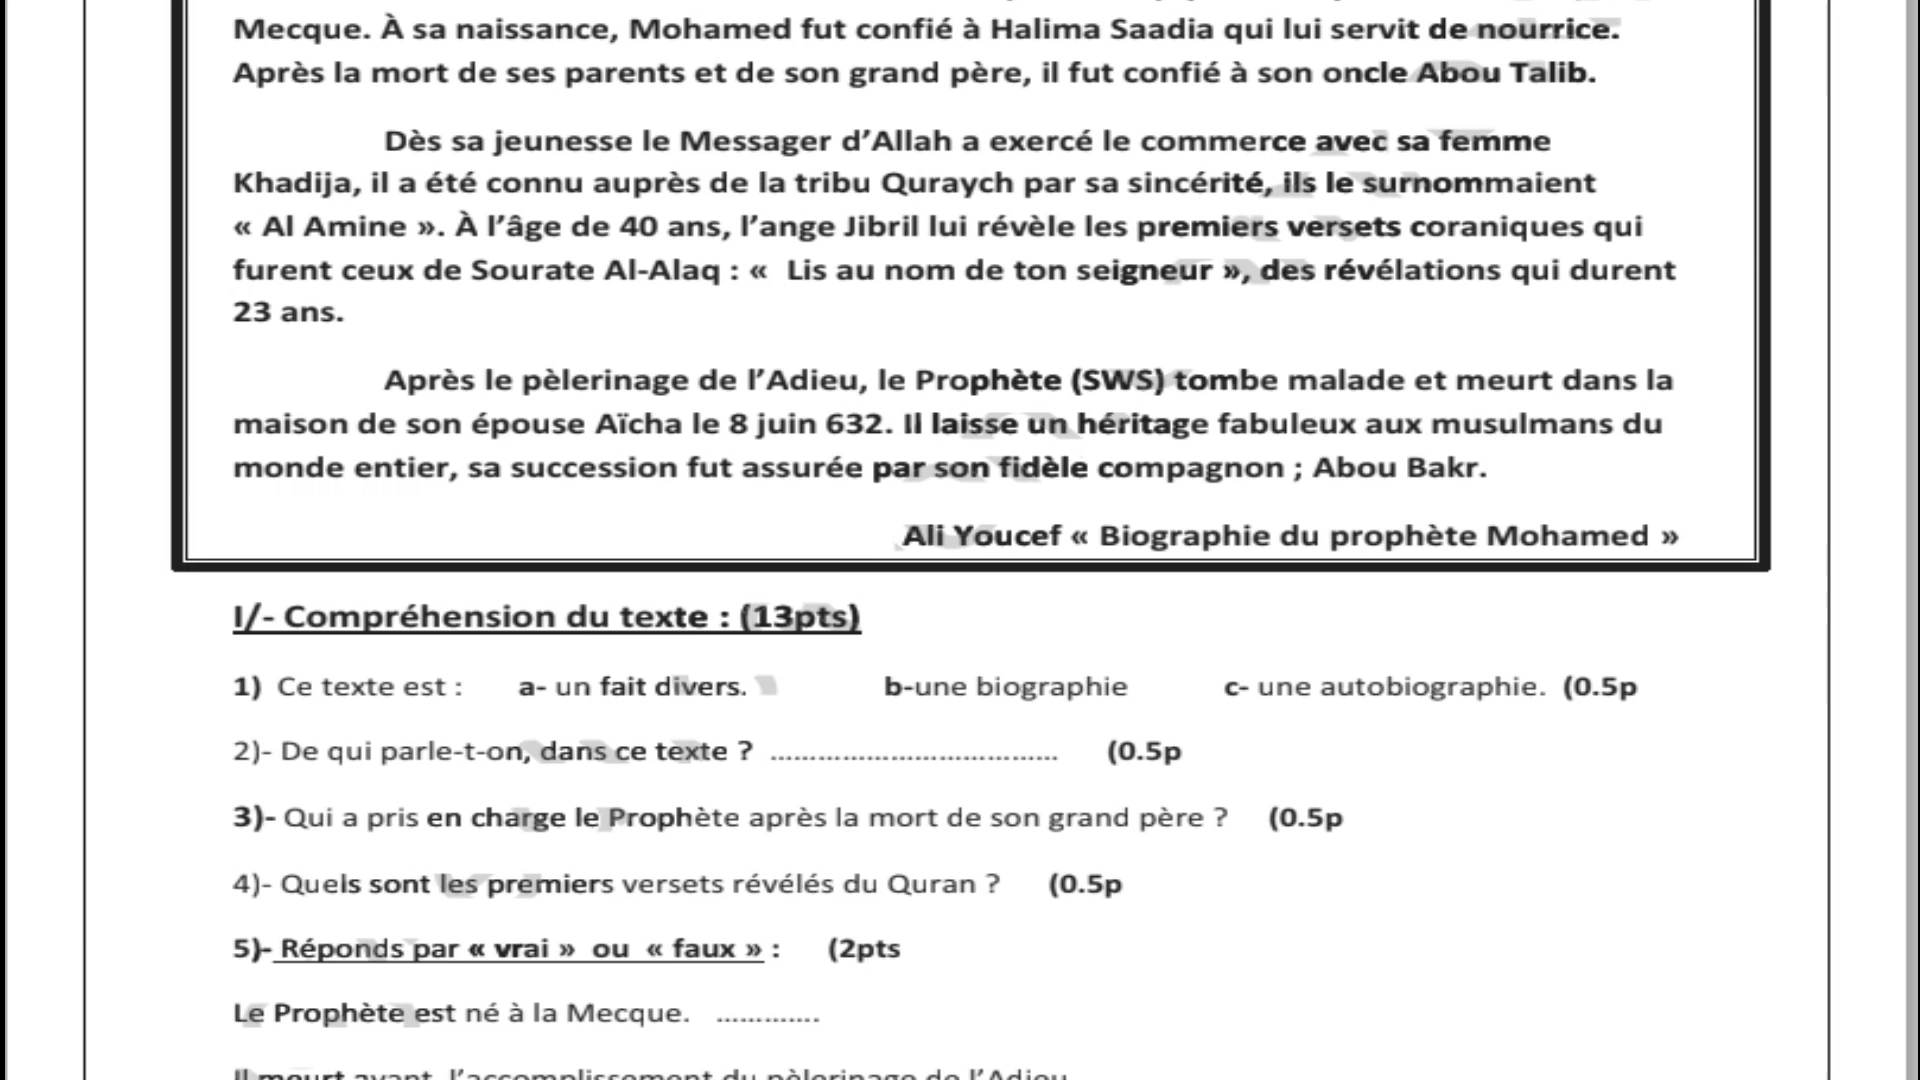 Mecque. À sa naissance, Mohamed fut confié à Halima Saadia qui lui servit de nourrice.
Après la mort de ses parents et de son grand père, il fut confié à son oncle Abou Talib.
Dès sa jeunesse le Messager d’Allah a exercé le commerce avec sa femme
Khadija, il a été connu auprès de la tribu Quraych par sa sincérité, ils le surnommaient
« Al Amine ». À l’âge de 40 ans, l’ange Jibril lui révèle les premiers versets coraniques qui
furent ceux de Sourate Al-Alaq : « Lis au nom de ton seigneur », des révélations qui durent
23 ans.
Après le pèlerinage de l’Adieu, le Prophète (SWS) tombe malade et meurt dans la
maison de son épouse Aïcha le 8 juin 632. Il laisse un héritage fabuleux aux musulmans du
monde entier, sa succession fut assurée par son fidèle compagnon ; Abou Bakr.
Ali Youcef « Biographie du prophète Mohamed »
I/- Compréhension du texte : (13pts)
1) Ce texte est : a- un fait divers. b-une biographie c- une autobiographie. (0.5p
2)- De qui parle-t-on, dans ce texte ? .................................... (0.5p
3)- Qui a pris en charge le Prophète après la mort de son grand père ? (0.5p
4)- Quels sont les premiers versets révélés du Quran ? (0.5p
5)- Réponds par « vrai » ou « faux » : (2pts
Le Prophète est né à la Mecque. .............
Il meurt avant l’accomplissement du pèlerinage de l’Adieu